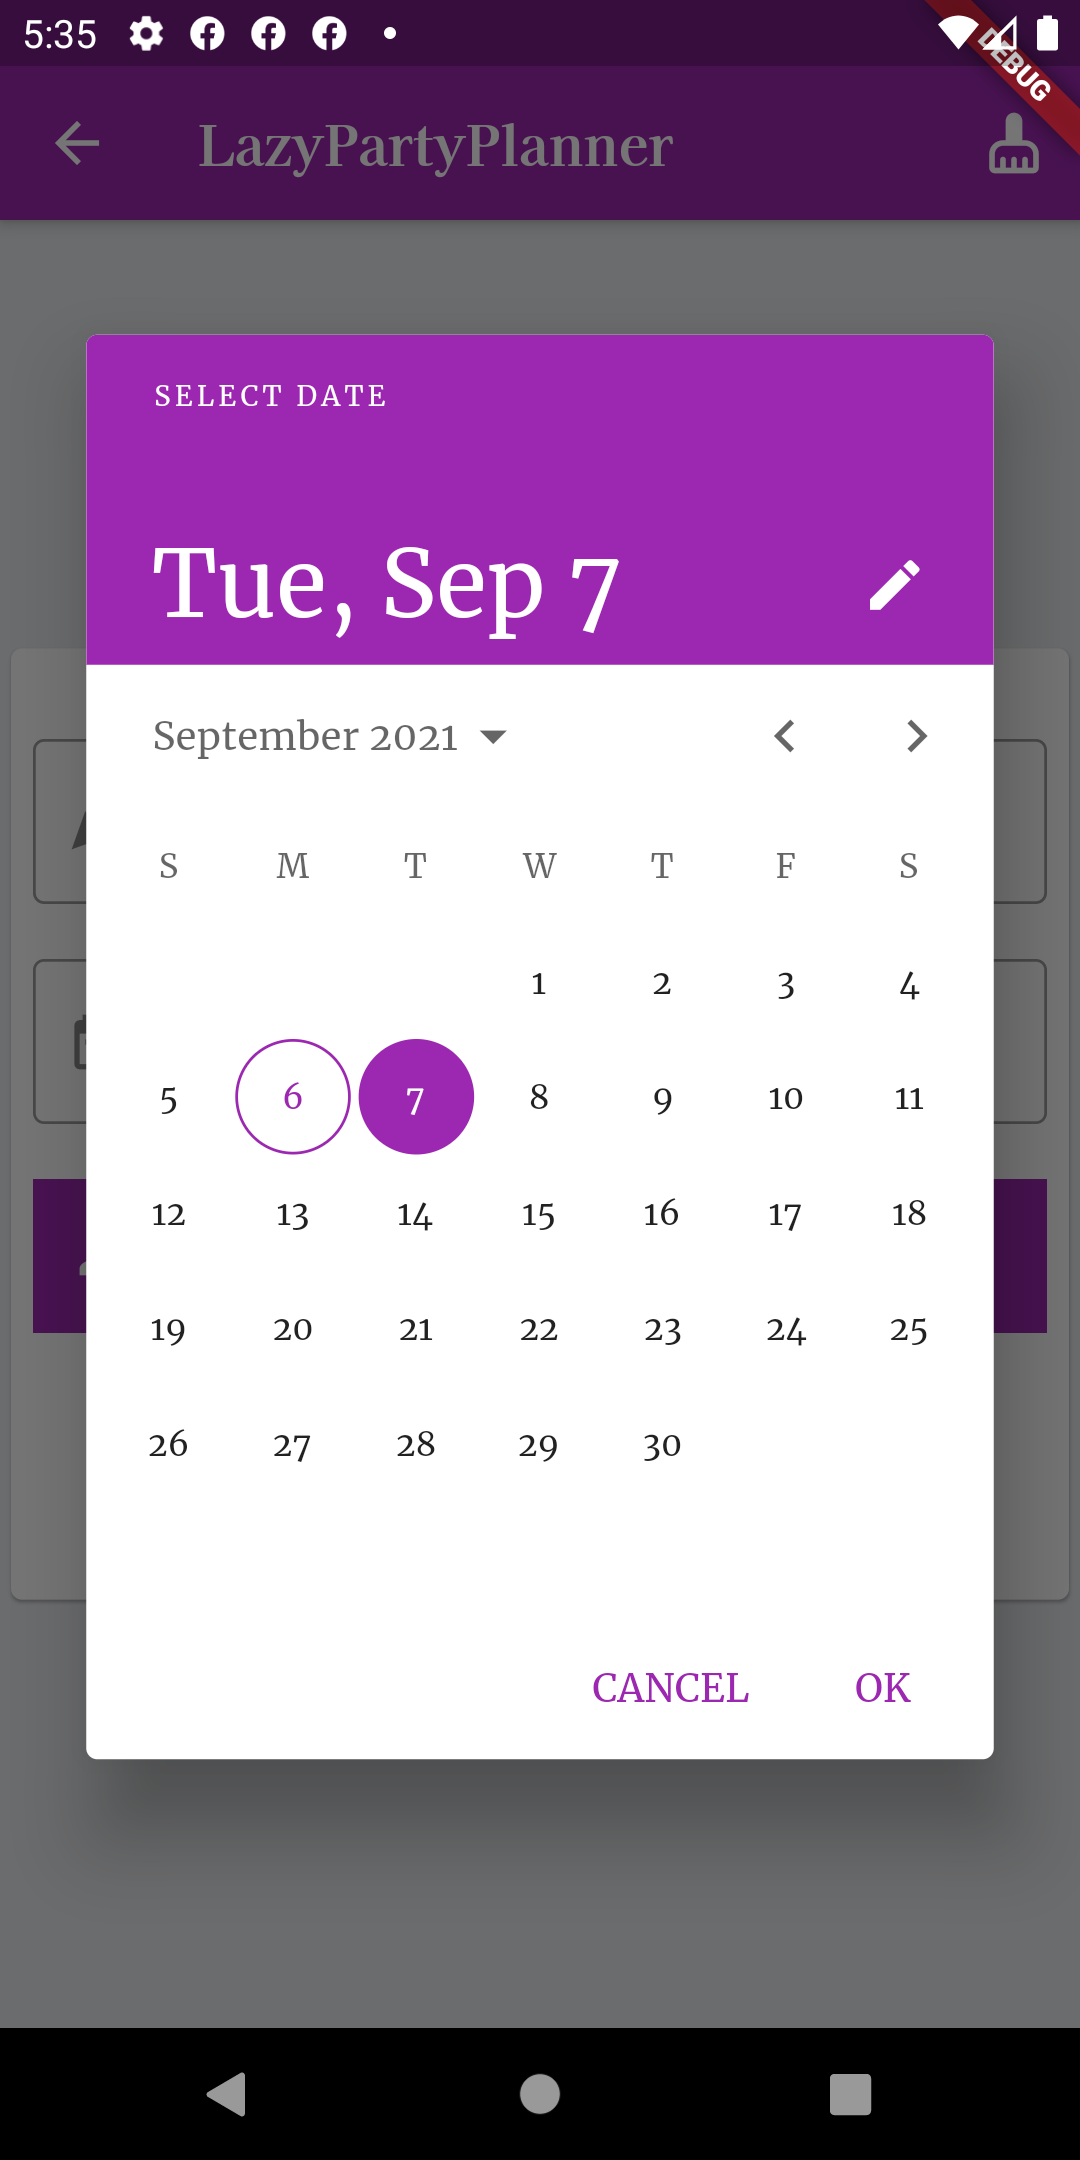 5:35
DEBUG
LazyPartyPlanner
SELECT DATE
Tue, Sep 7
September 2021
S M T W T F S
1 2 3 4
5 6 7 8 9 10 11
12 13 14 15 16 17 18
19 20 21 22 23 24 25
26 27 28 29 30
CANCEL OK